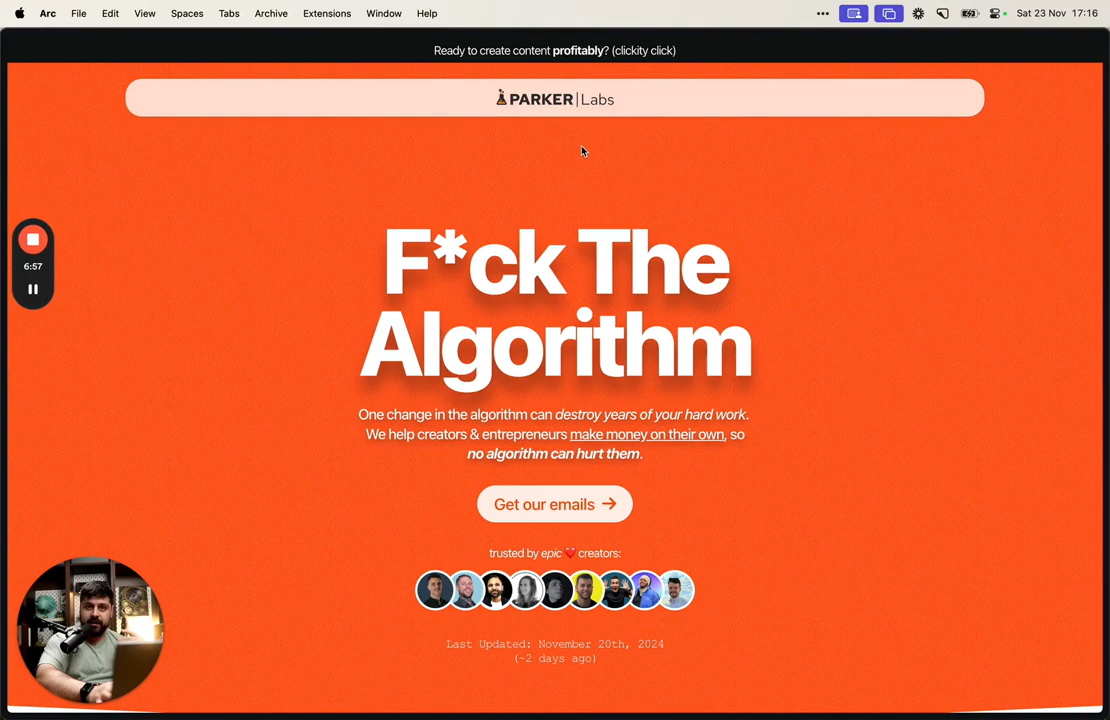 Arc File Edit View Spaces Tabs Archive Extensions Window Help Sat 23 Nov 17:16
Ready to create content profitably? (clickity click)
PARKER|Labs
F*ck The
Algorithm
6:57
One change in the algorithm can destroy years of your hard work.
We help creators & entrepreneurs make money on their own, so
no algorithm can hurt them.
Get our emails →
trusted by epic ❤️ creators:
Last Updated: November 20th, 2024
(~2 days ago)